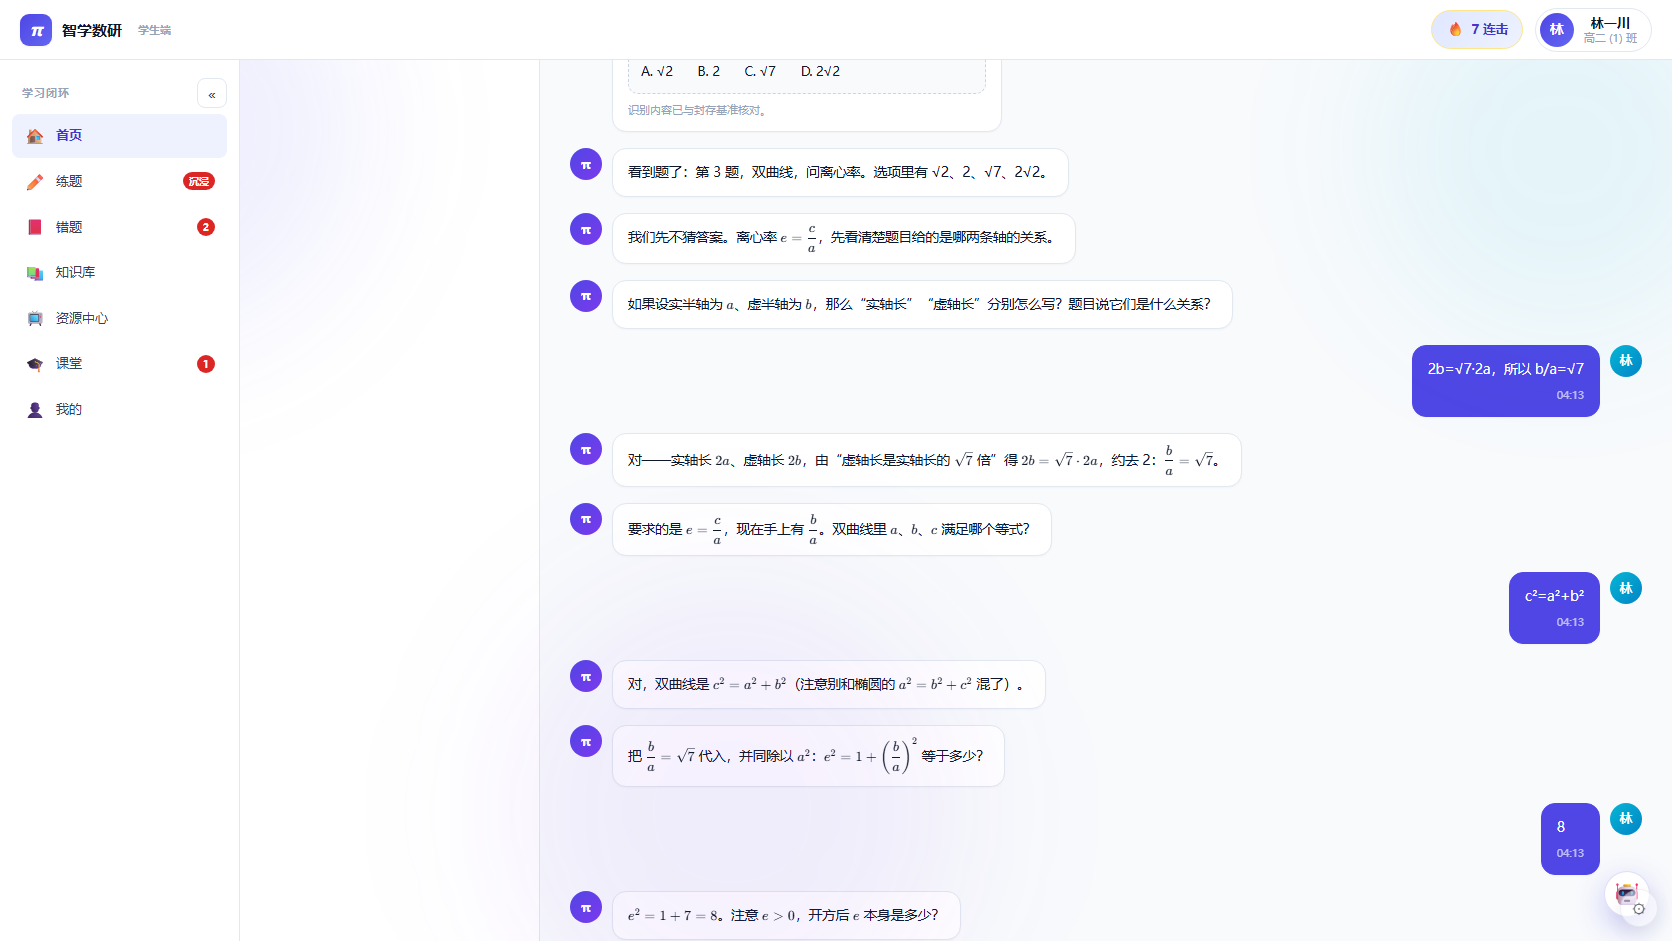 π 智学数研 学生端
🔥 7 连击
林 林一川
高二 (1) 班
学习闭环 «
首页
练题 沉浸
错题 2
知识库
资源中心
课堂 1
我的
A. √2 B. 2 C. √7 D. 2√2
识别内容已与封存基准核对。
π 看到题了：第 3 题，双曲线，问离心率。选项里有 √2、2、√7、2√2。
π 我们先不猜答案。离心率 e = c/a，先看清楚题目给的是哪两条轴的关系。
π 如果设实半轴为 a、虚半轴为 b，那么“实轴长”“虚轴长”分别怎么写？题目说它们是什么关系？
2b=√7·2a，所以 b/a=√7 林
04:13
π 对——实轴长 2a、虚轴长 2b，由“虚轴长是实轴长的 √7 倍”得 2b = √7 · 2a，约去 2：b/a = √7。
π 要求的是 e = c/a，现在手上有 b/a。双曲线里 a、b、c 满足哪个等式？
c²=a²+b² 林
04:13
π 对，双曲线是 c² = a² + b²（注意别和椭圆的 a² = b² + c² 混了）。
π 把 b/a = √7 代入，并同除以 a²：e² = 1 + (b/a)² 等于多少？
8 林
04:13
π e² = 1 + 7 = 8。注意 e > 0，开方后 e 本身是多少？